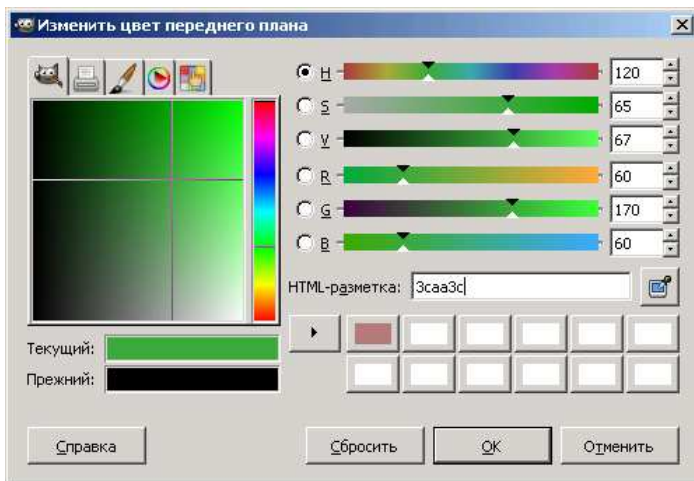 Изменить цвет переднего плана
H 120
S 65
V 67
R 60
G 170
B 60
HTML-разметка: 3caa3c
Текущий:
Прежний:
Справка Сбросить OK Отменить